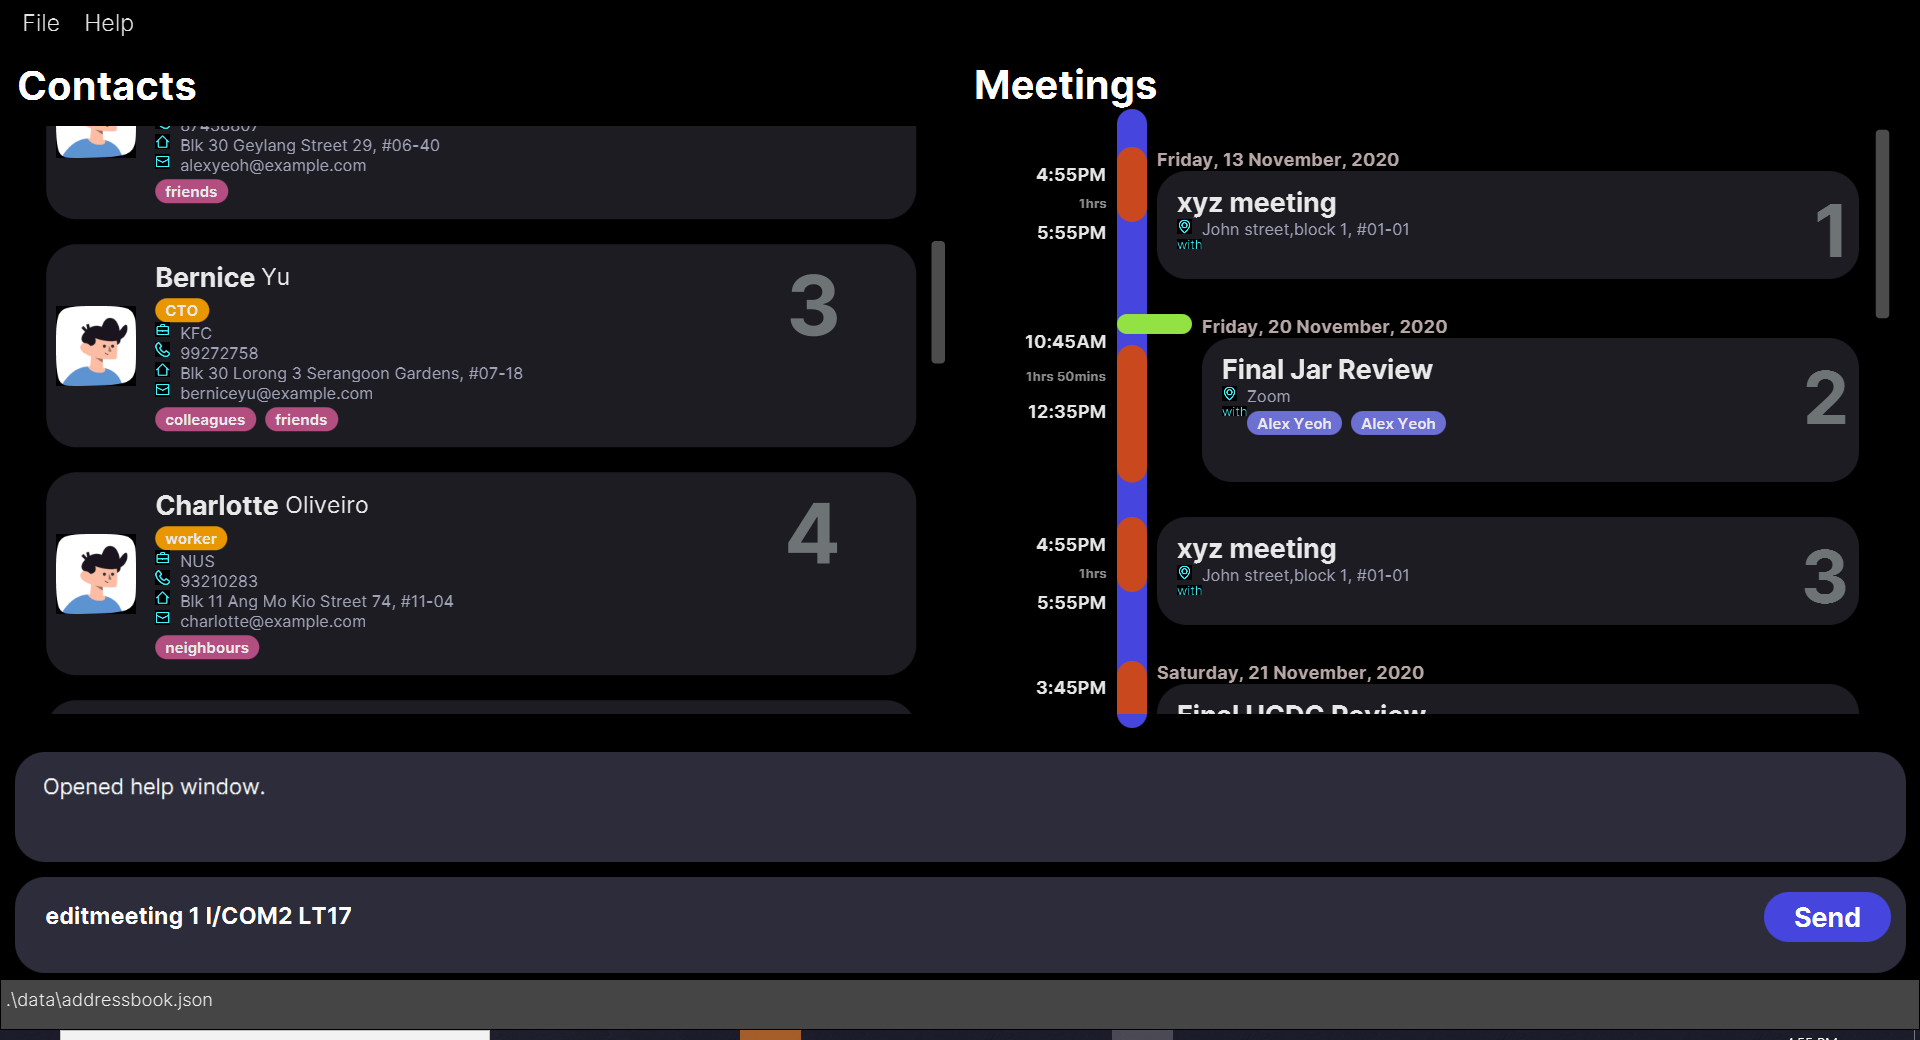 File Help
Contacts
87438807
Blk 30 Geylang Street 29, #06-40
alexyeoh@example.com
friends
Bernice Yu
3
CTO
KFC
99272758
Blk 30 Lorong 3 Serangoon Gardens, #07-18
berniceyu@example.com
colleagues friends
Charlotte Oliveiro
4
worker
NUS
93210283
Blk 11 Ang Mo Kio Street 74, #11-04
charlotte@example.com
neighbours
Meetings
Friday, 13 November, 2020
4:55PM
1hrs
5:55PM
xyz meeting
John street,block 1, #01-01
with
1
Friday, 20 November, 2020
10:45AM
1hrs 50mins
12:35PM
Final Jar Review
Zoom
with Alex Yeoh Alex Yeoh
2
4:55PM
1hrs
5:55PM
xyz meeting
John street,block 1, #01-01
with
3
Saturday, 21 November, 2020
3:45PM
Final UCDG Review
Opened help window.
editmeeting 1 l/COM2 LT17
Send
.\data\addressbook.json